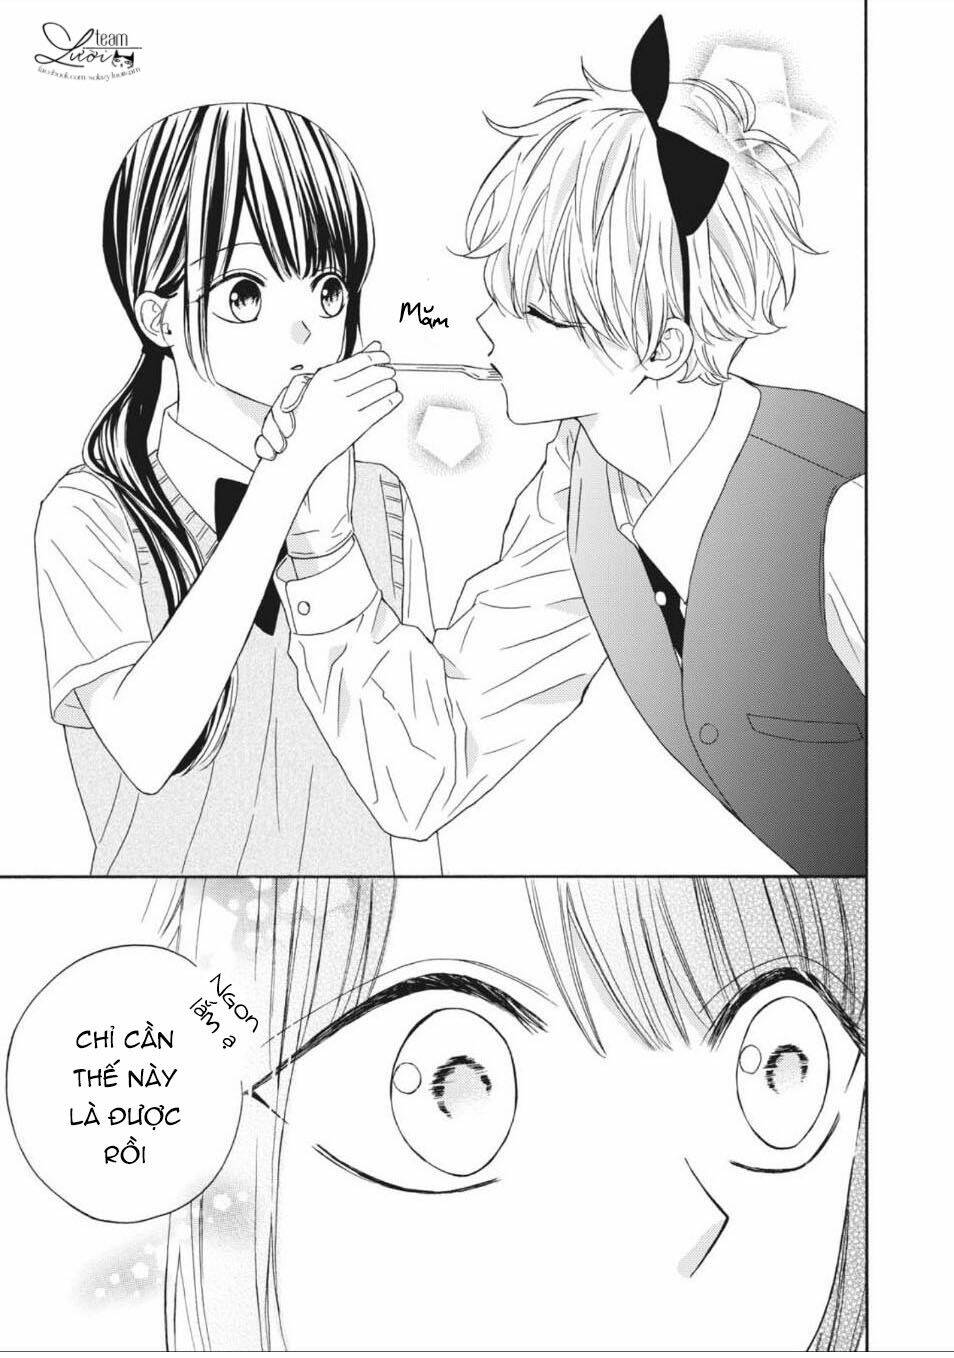 team
Lười
Măm
NGON
lắm ạ
CHỈ CẦN
THẾ NÀY
LÀ ĐƯỢC
RỒI